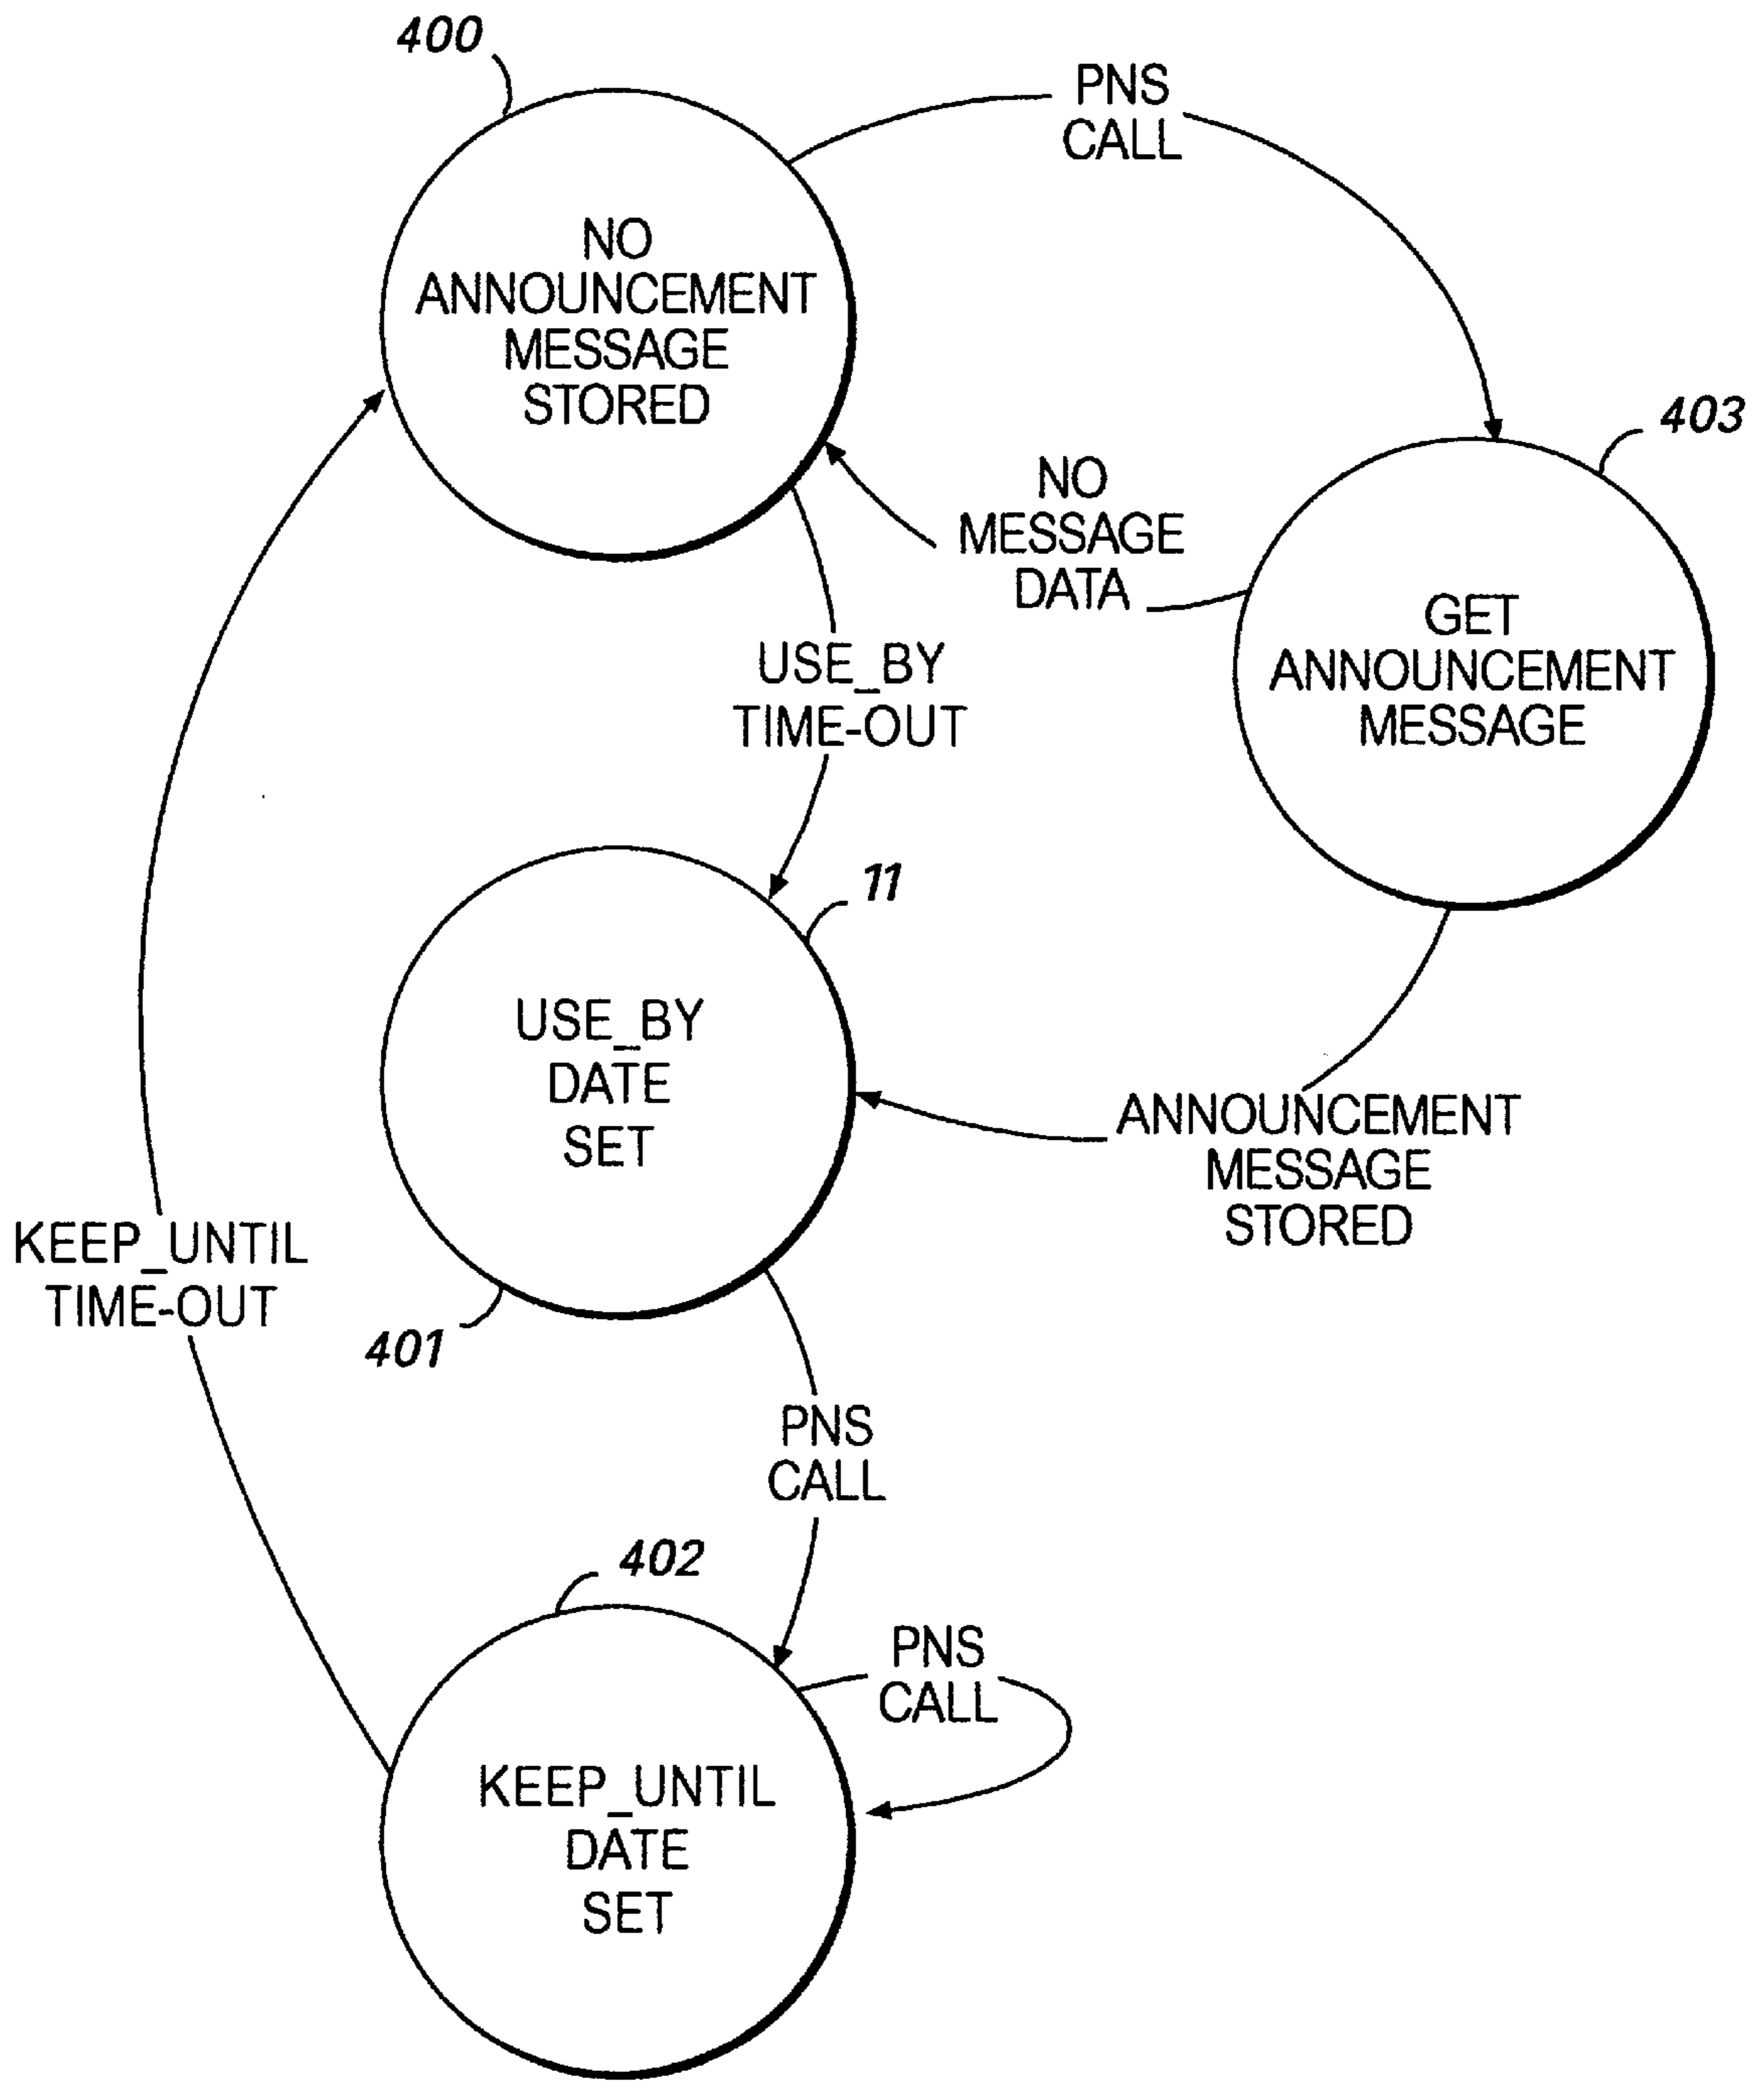 400
PNS
CALL
NO
ANNOUNCEMENT
MESSAGE
STORED
403
NO
MESSAGE
DATA
GET
ANNOUNCEMENT
MESSAGE
USE_BY
TIME-OUT
11
USE_BY
DATE
SET
ANNOUNCEMENT
MESSAGE
STORED
KEEP_UNTIL
TIME-OUT
401
PNS
CALL
402
PNS
CALL
KEEP_UNTIL
DATE
SET